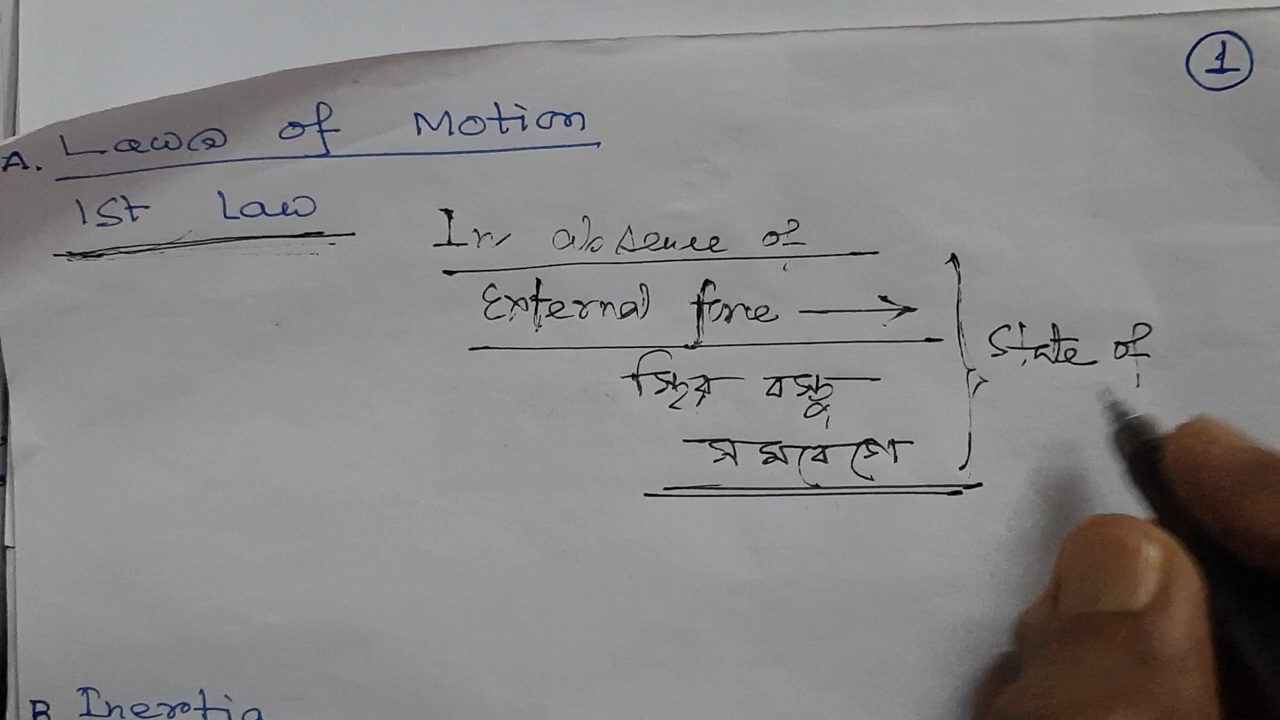 1
A. Laws of Motion
1st Law
In absence of
External force →
স্থির বস্তু
সমবেগে
State of
B Inertia